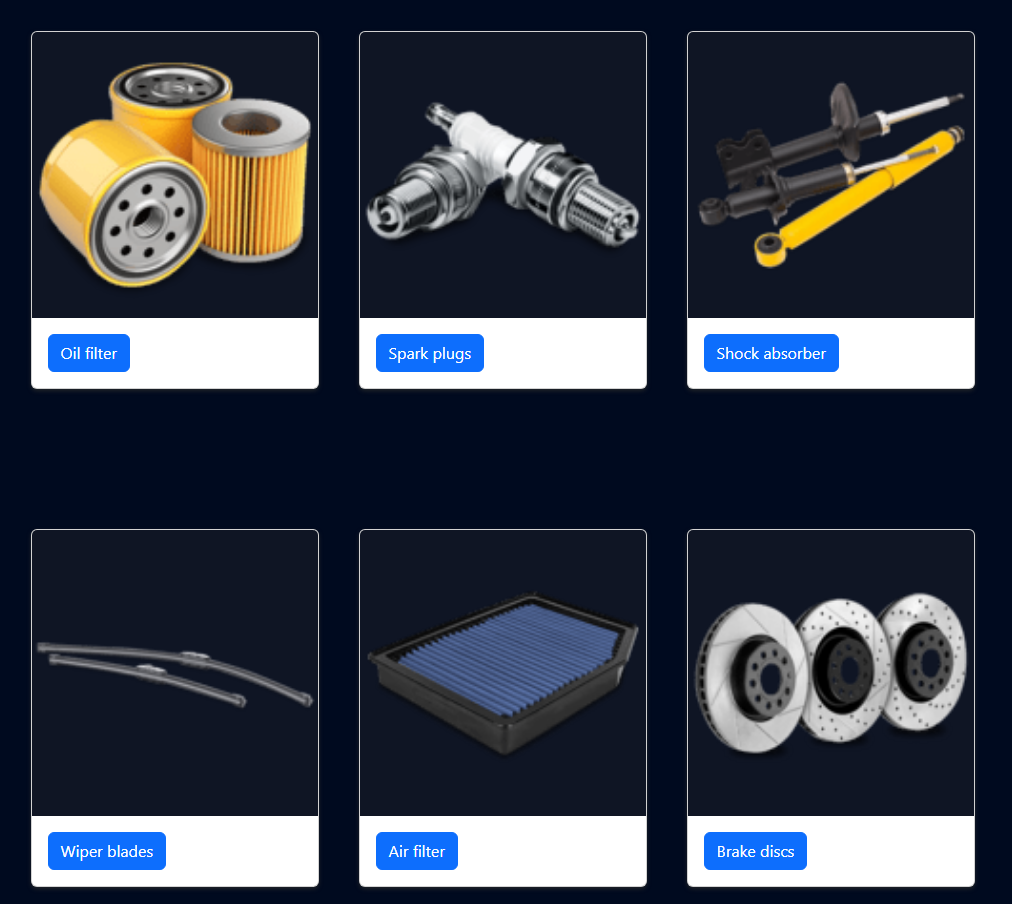 Oil filter
Spark plugs
Shock absorber
Wiper blades
Air filter
Brake discs